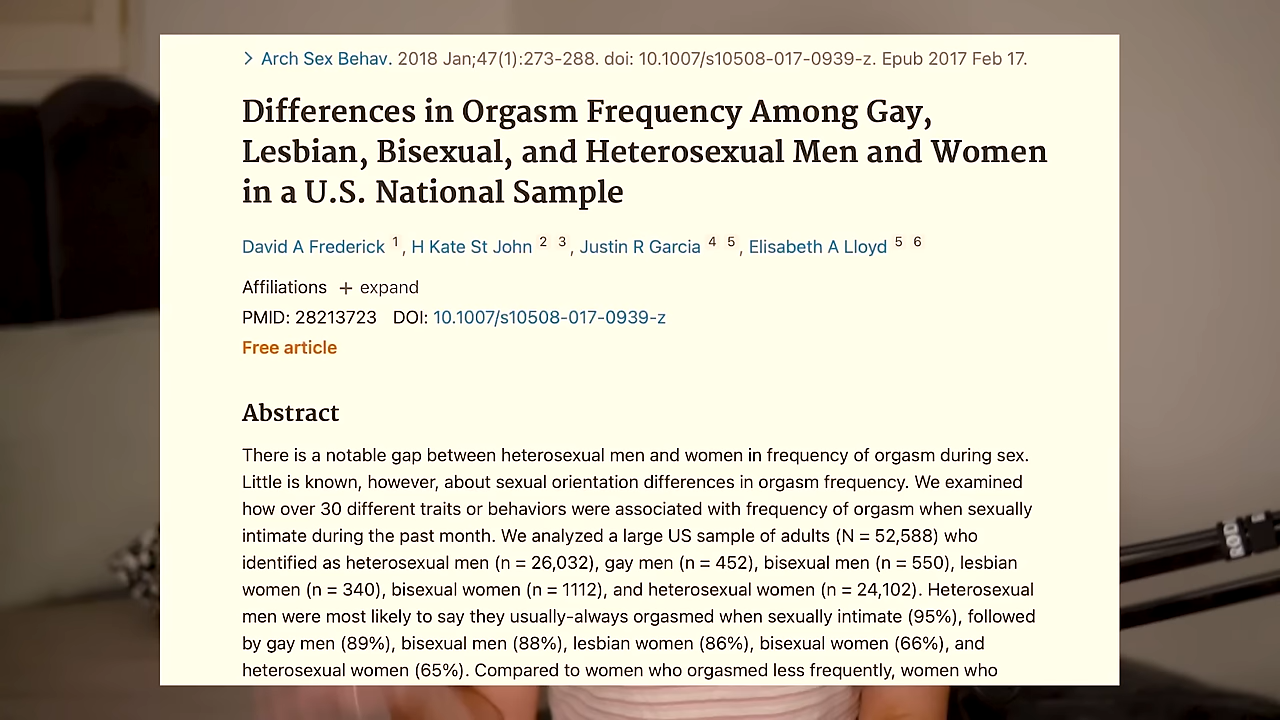 > Arch Sex Behav. 2018 Jan;47(1):273-288. doi: 10.1007/s10508-017-0939-z. Epub 2017 Feb 17.
Differences in Orgasm Frequency Among Gay,
Lesbian, Bisexual, and Heterosexual Men and Women
in a U.S. National Sample
David A Frederick 1 , H Kate St John 2 3 , Justin R Garcia 4 5 , Elisabeth A Lloyd 5 6
Affiliations + expand
PMID: 28213723 DOI: 10.1007/s10508-017-0939-z
Free article
Abstract
There is a notable gap between heterosexual men and women in frequency of orgasm during sex.
Little is known, however, about sexual orientation differences in orgasm frequency. We examined
how over 30 different traits or behaviors were associated with frequency of orgasm when sexually
intimate during the past month. We analyzed a large US sample of adults (N = 52,588) who
identified as heterosexual men (n = 26,032), gay men (n = 452), bisexual men (n = 550), lesbian
women (n = 340), bisexual women (n = 1112), and heterosexual women (n = 24,102). Heterosexual
men were most likely to say they usually-always orgasmed when sexually intimate (95%), followed
by gay men (89%), bisexual men (88%), lesbian women (86%), bisexual women (66%), and
heterosexual women (65%). Compared to women who orgasmed less frequently, women who